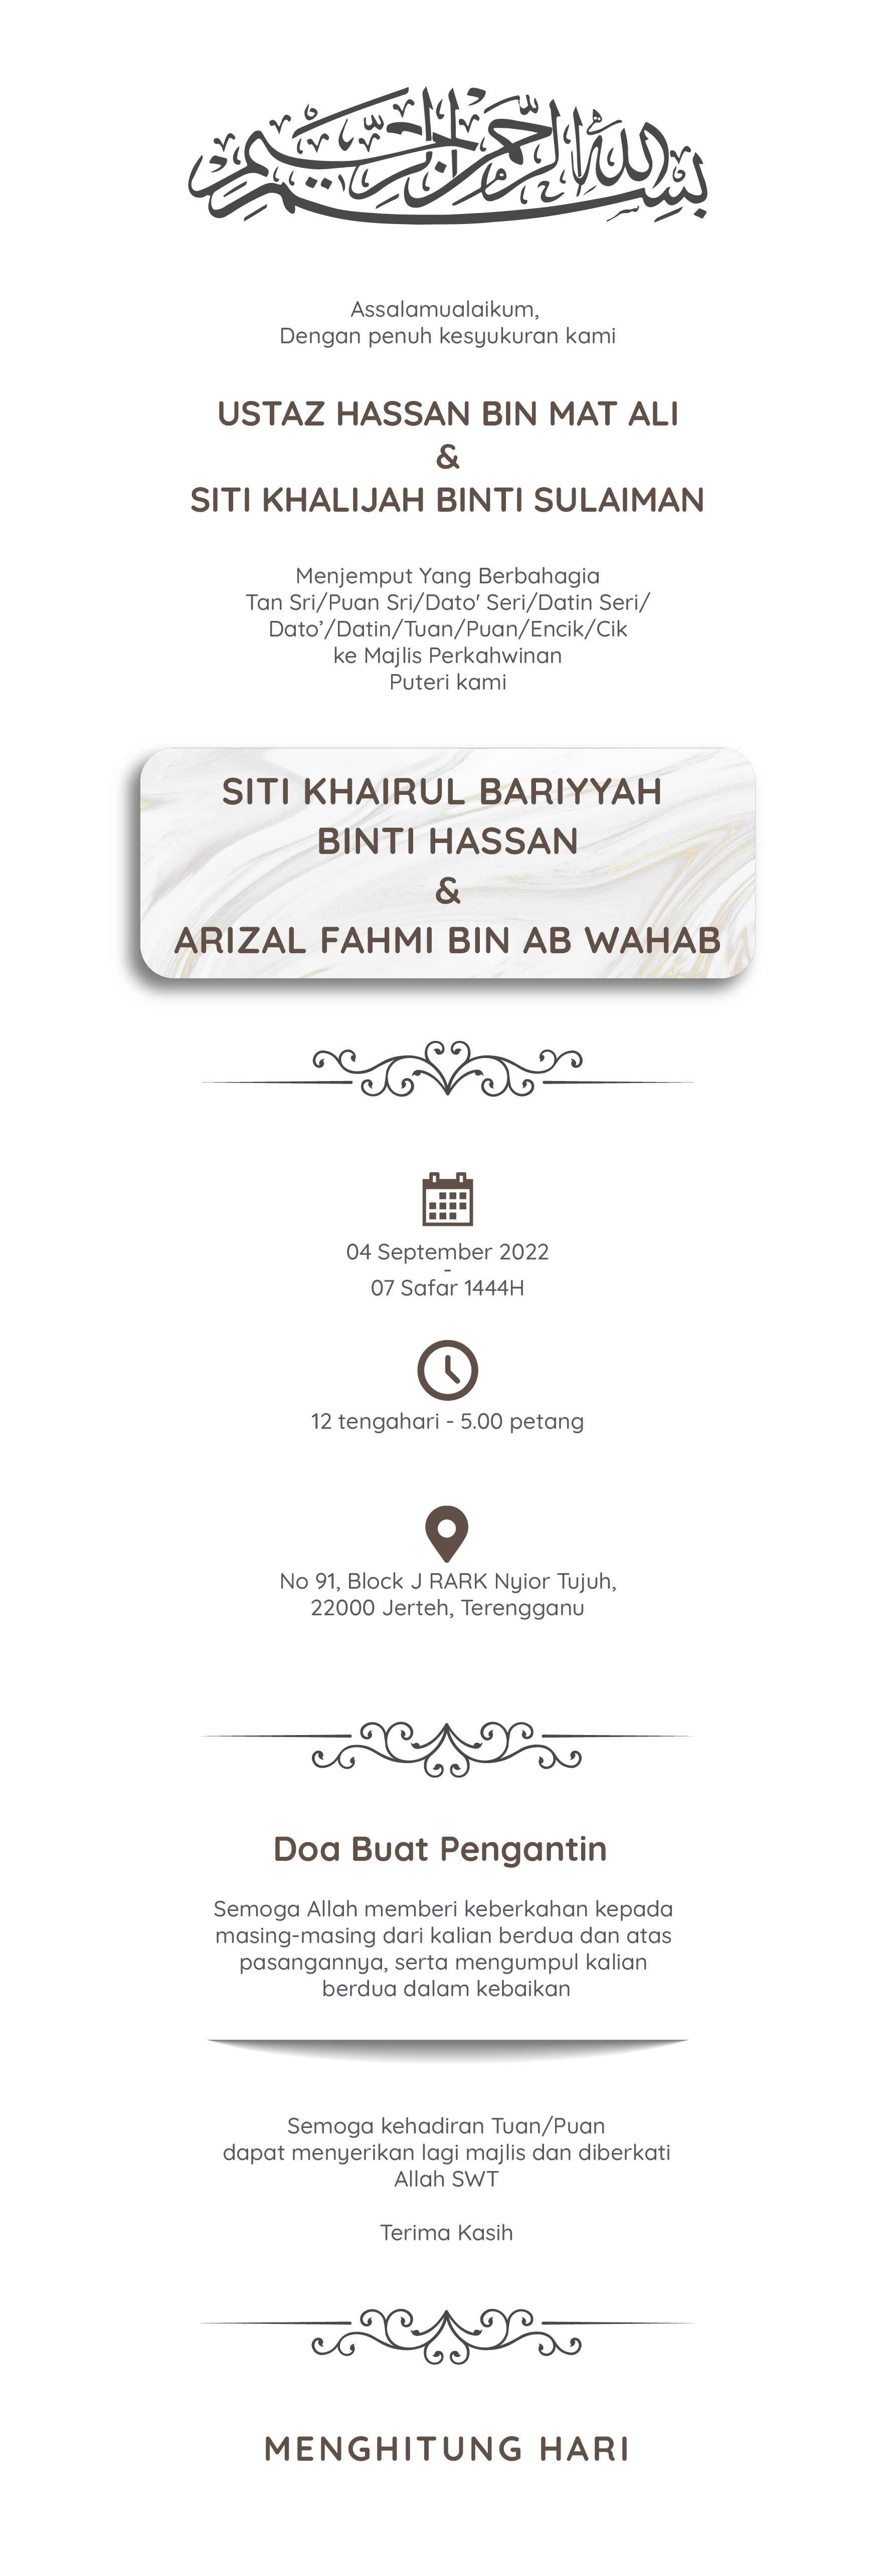 بسم الله الرحمن الرحيم
Assalamualaikum,
Dengan penuh kesyukuran kami
USTAZ HASSAN BIN MAT ALI
&
SITI KHALIJAH BINTI SULAIMAN
Menjemput Yang Berbahagia
Tan Sri/Puan Sri/Dato' Seri/Datin Seri/
Dato’/Datin/Tuan/Puan/Encik/Cik
ke Majlis Perkahwinan
Puteri kami
SITI KHAIRUL BARIYYAH
BINTI HASSAN
&
ARIZAL FAHMI BIN AB WAHAB
04 September 2022
-
07 Safar 1444H
12 tengahari - 5.00 petang
No 91, Block J RARK Nyior Tujuh,
22000 Jerteh, Terengganu
Doa Buat Pengantin
Semoga Allah memberi keberkahan kepada
masing-masing dari kalian berdua dan atas
pasangannya, serta mengumpul kalian
berdua dalam kebaikan
Semoga kehadiran Tuan/Puan
dapat menyerikan lagi majlis dan diberkati
Allah SWT
Terima Kasih
MENGHITUNG HARI